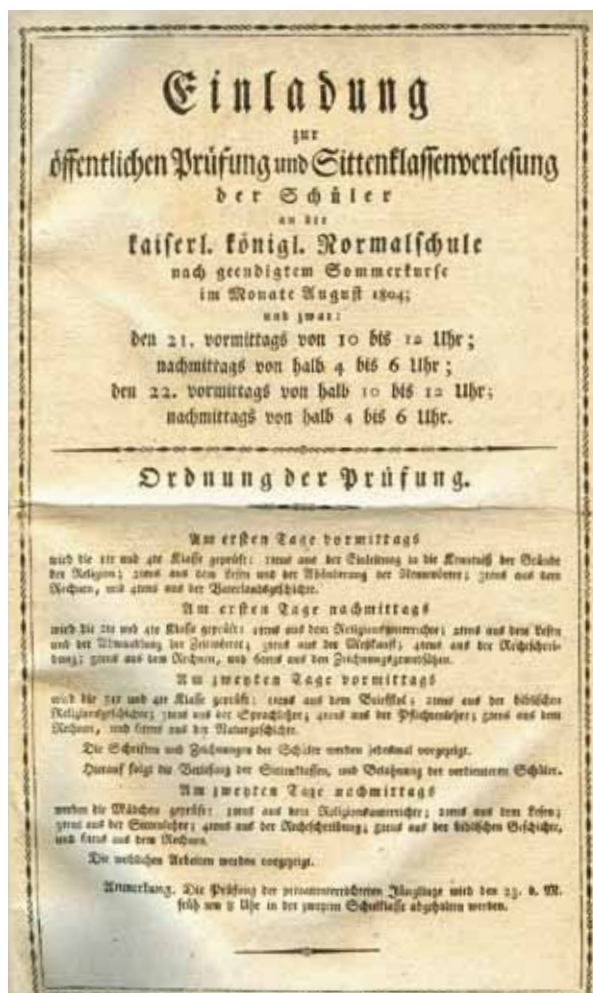 Einladung
zur
öffentlichen Prüfung und Sittenklassenverlesung
der Schüler
an der
kaiserl. königl. Normalschule
nach geendigtem Sommerkurse
im Monate August 1804;
und zwar:
den 21. vormittags von 10 bis 12 Uhr;
nachmittags von halb 4 bis 6 Uhr;
den 22. vormittags von halb 10 bis 12 Uhr;
nachmittags von halb 4 bis 6 Uhr.
Ordnung der Prüfung.
Am ersten Tage vormittags
wird die 1te und 4te Klasse geprüft: 1tens aus der Einleitung in die Kenntniß der Gründe
der Religion; 2tens aus dem Lesen und der Abänderung der Nennwörter; 3tens aus dem
Rechnen, und 4tens aus der Vaterlandsgeschichte.
Am ersten Tage nachmittags
wird die 2te und 4te Klasse geprüft: 1tens aus dem Religionsunterrichte; 2tens aus dem Lesen
und der Abwandlung der Zeitwörter; 3tens aus der Meßkunst; 4tens aus der Rechtschrei-
bung; 5tens aus dem Rechnen, und 6tens aus den Zeichnungsgrundsätzen.
Am zweyten Tage vormittags
wird die 3te und 4te Klasse geprüft: 1tens aus dem Briefstyl; 2tens aus der biblischen
Religionsgeschichte; 3tens aus der Sprachlehre; 4tens aus der Pflichtenlehre; 5tens aus dem
Rechnen, und 6tens aus der Naturgeschichte.
Die Schriften und Zeichnungen der Schüler werden jedesmal vorgezeigt.
Hierauf folgt die Verlesung der Sittenklassen, und Belohnung der verdienteren Schüler.
Am zweyten Tage nachmittags
werden die Mädchen geprüft: 1tens aus dem Religionsunterrichte; 2tens aus dem Lesen;
3tens aus der Sittenlehre; 4tens aus der Rechtschreibung; 5tens aus der biblischen Geschichte,
und 6tens aus dem Rechnen.
Die weiblichen Arbeiten werden vorgezeigt.
Anmerkung. Die Prüfung der privatunterrichteten Jünglinge wird den 23. d. M.
früh um 8 Uhr in der zweyten Schulklasse abgehalten werden.